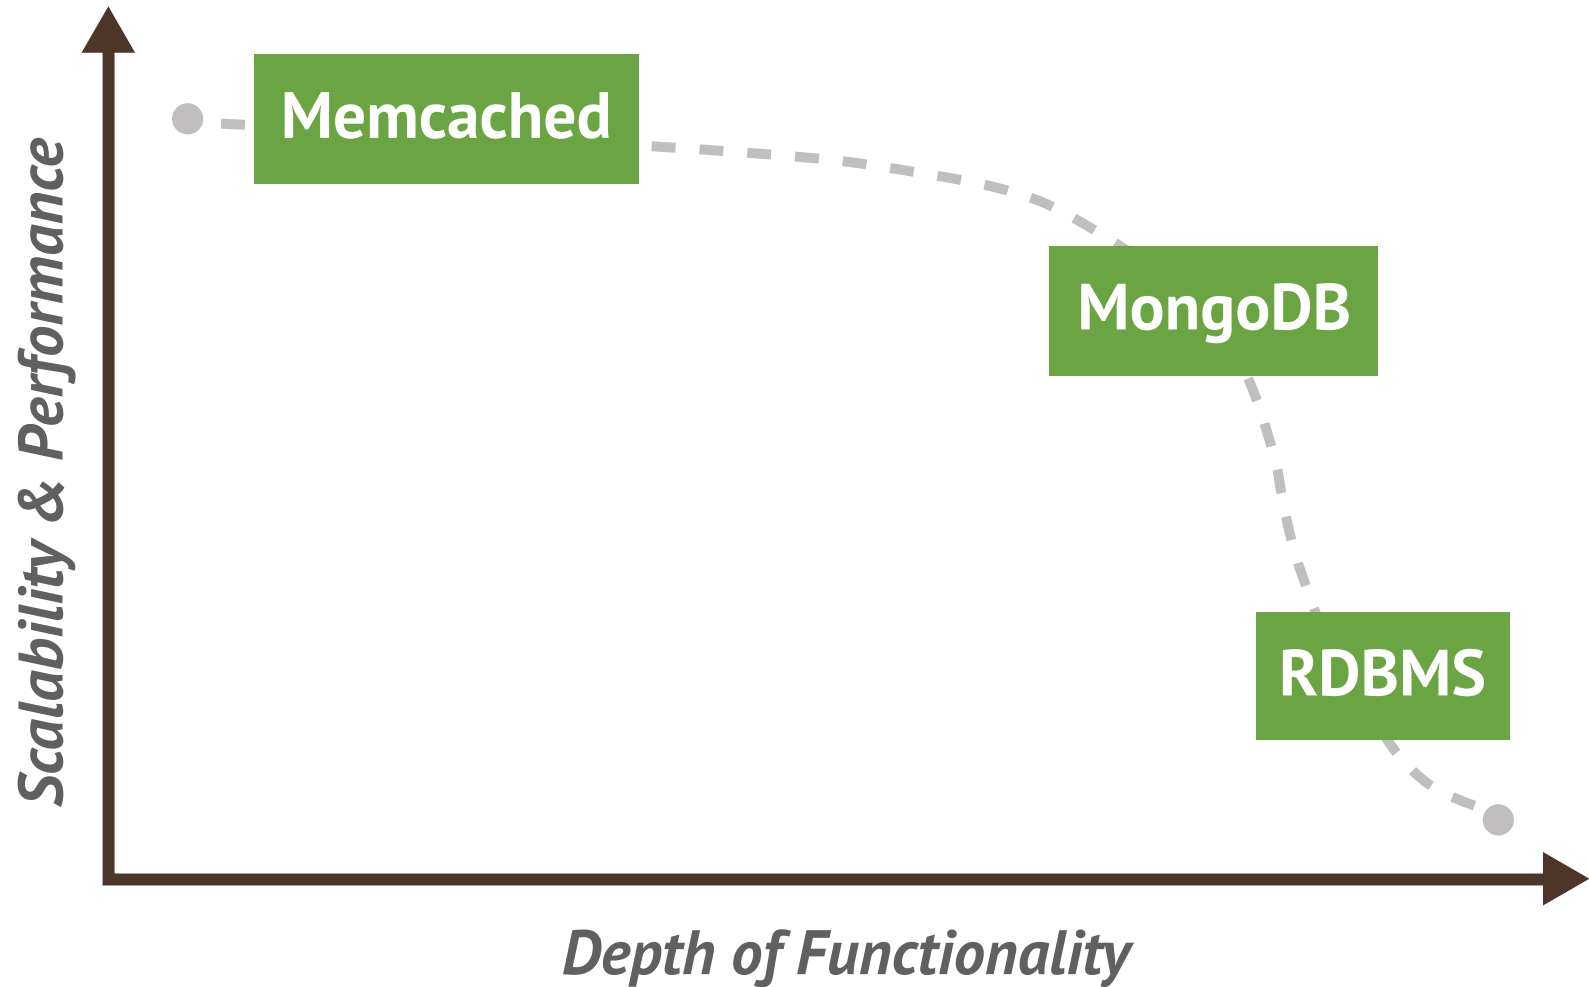 Memcached
MongoDB
RDBMS
Scalability & Performance
Depth of Functionality